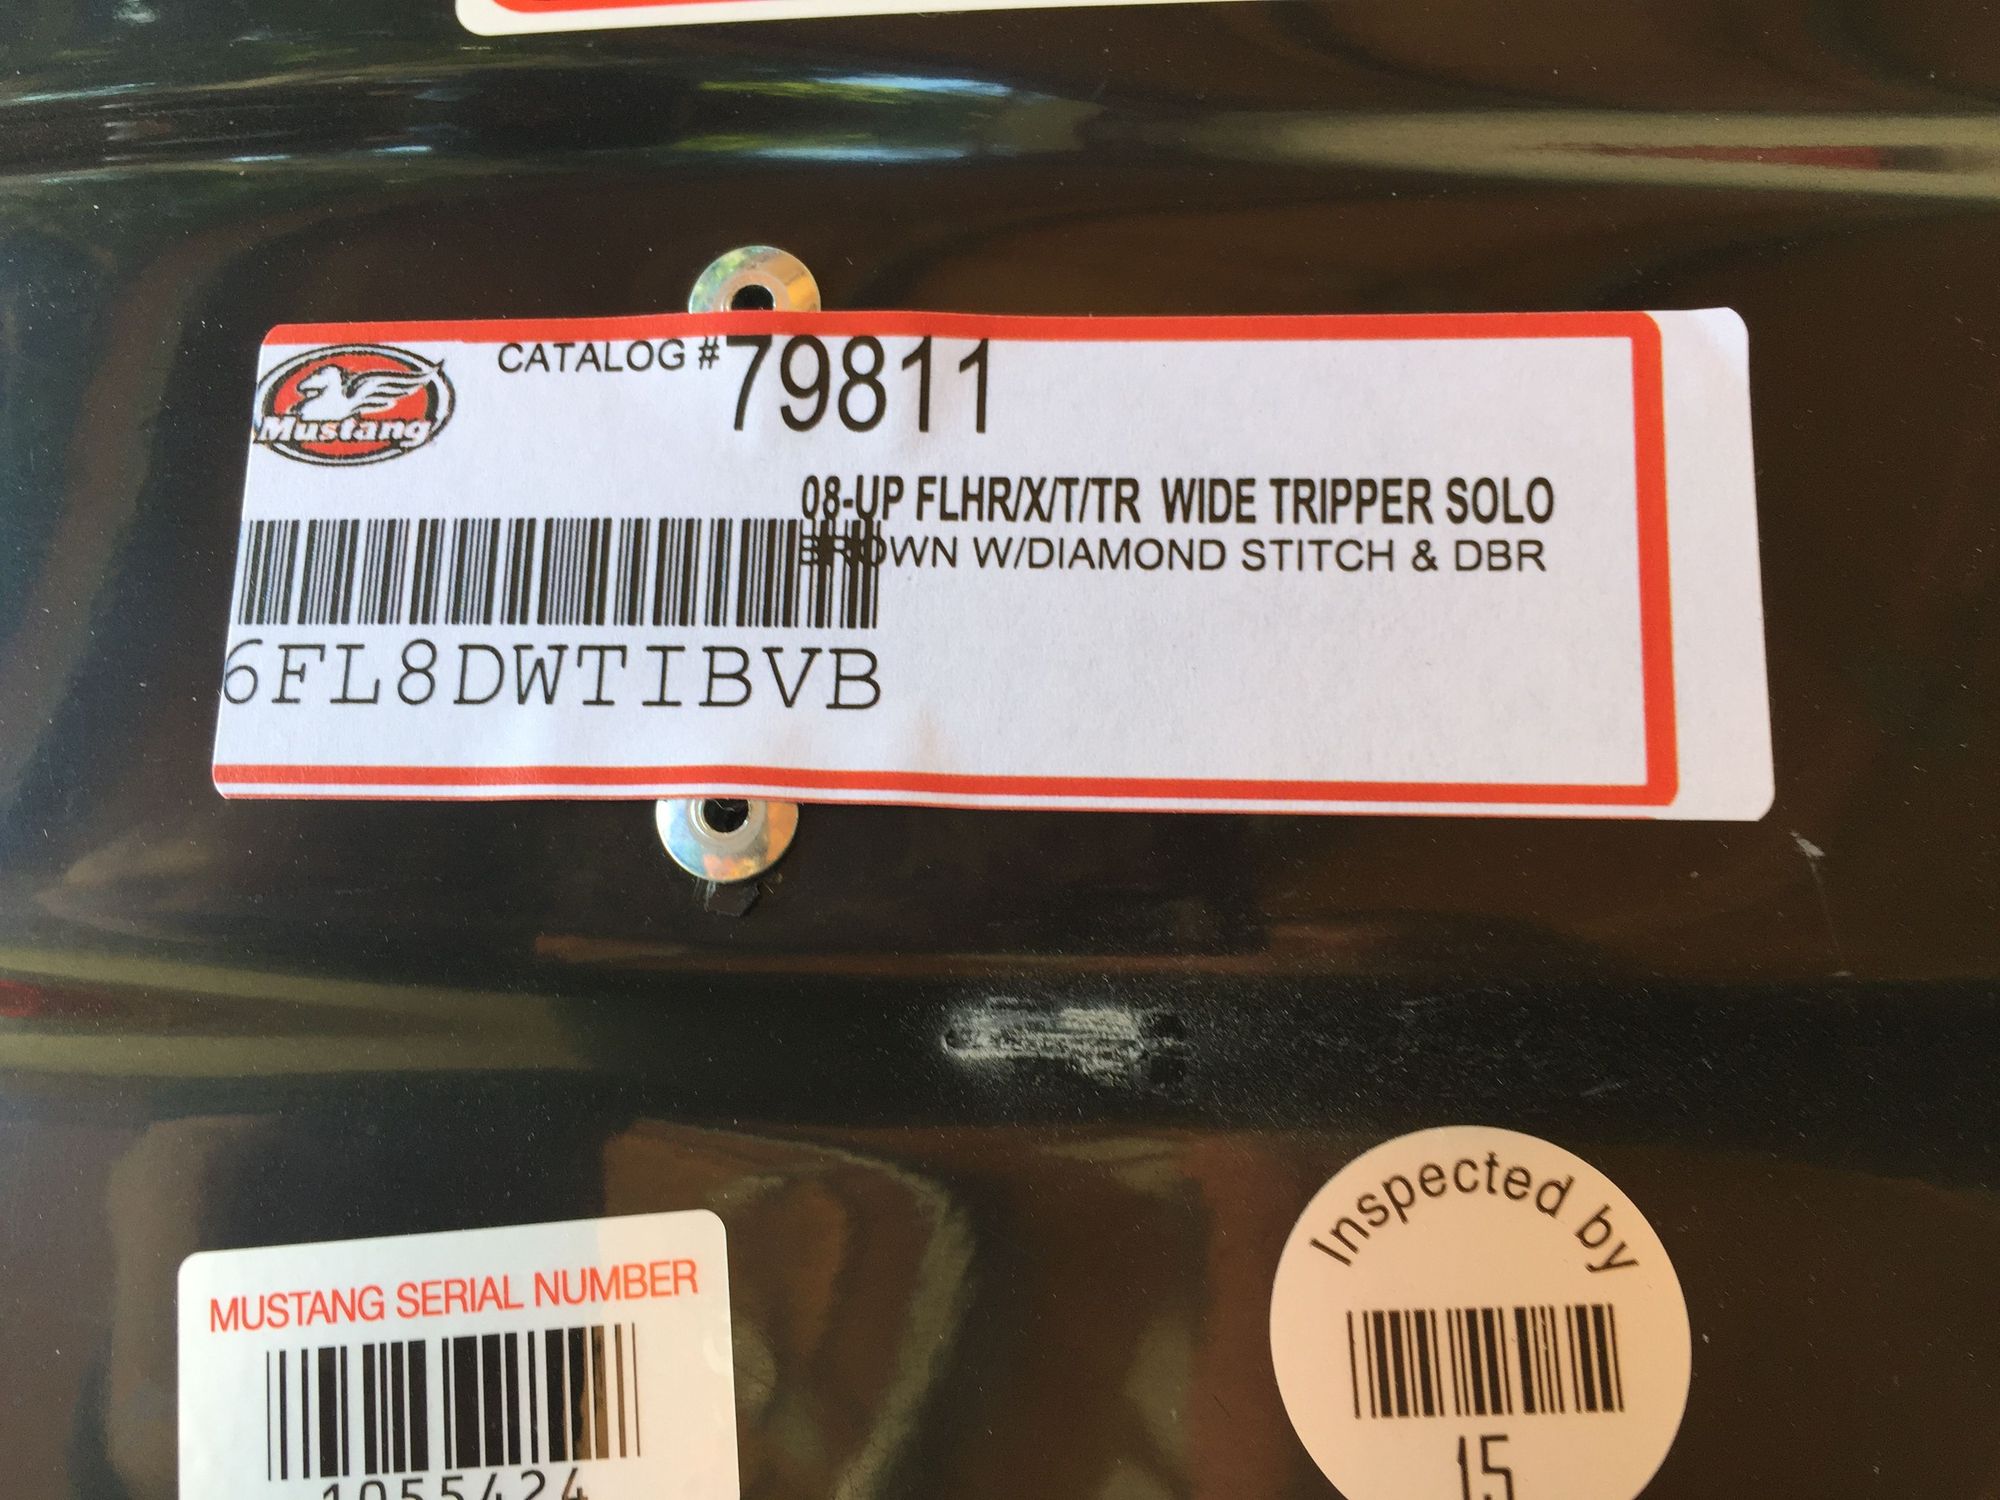 Mustang
CATALOG # 79811
08-UP FLHR/X/T/TR WIDE TRIPPER SOLO
BROWN W/DIAMOND STITCH & DBR
6FL8DWTIBVB
MUSTANG SERIAL NUMBER
1055424
Inspected by
15